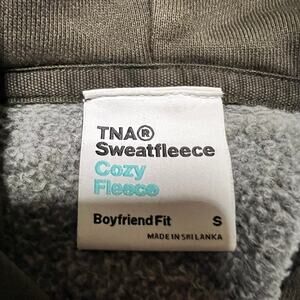 TNA®
Sweatfleece
Cozy
Fleece
Boyfriend Fit S
MADE IN SRI LANKA